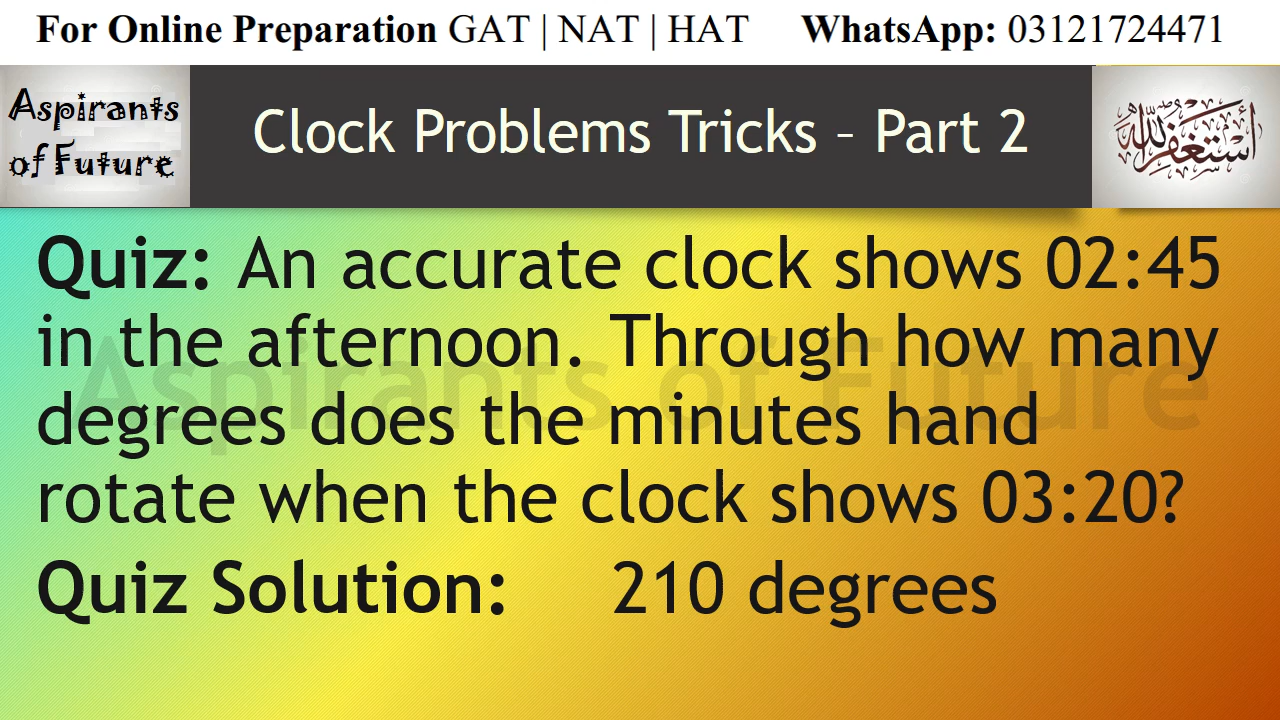 For Online Preparation GAT | NAT | HAT WhatsApp: 03121724471
Aspirants
of Future
Clock Problems Tricks – Part 2
أستغفر الله
Quiz: An accurate clock shows 02:45
in the afternoon. Through how many
degrees does the minutes hand
rotate when the clock shows 03:20?
Aspirants of Future
Quiz Solution: 210 degrees